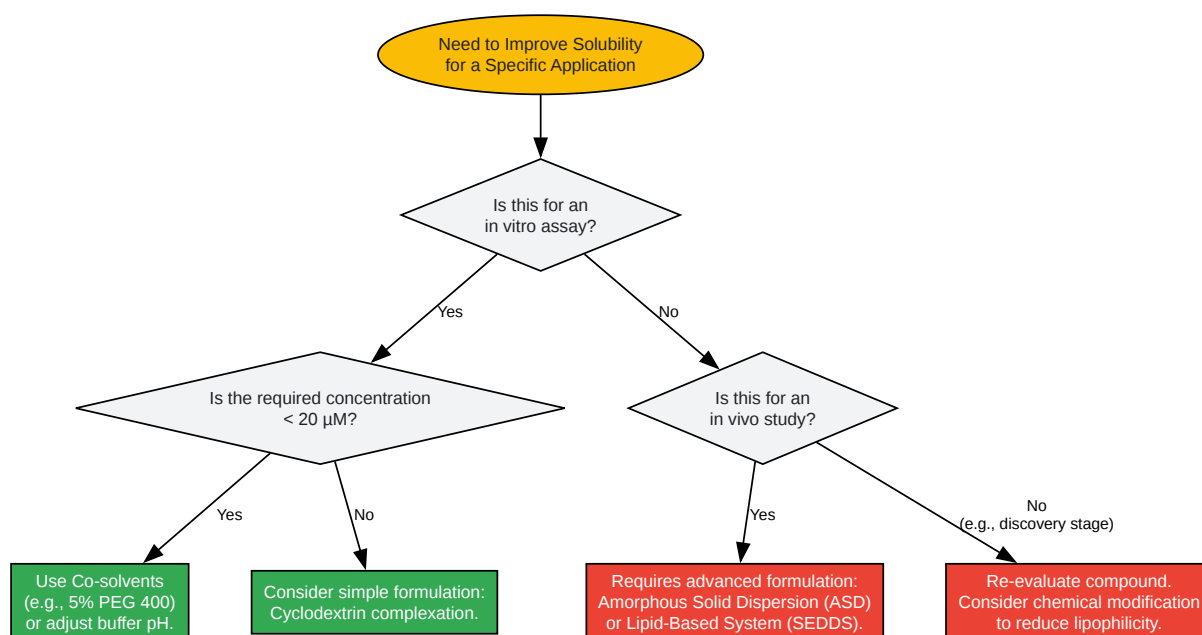 Need to Improve Solubility
for a Specific Application
Is this for an
in vitro assay?
Yes
No
Is the required concentration
< 20 µM?
Is this for an
in vivo study?
Yes
No
Yes
No
(e.g., discovery stage)
Use Co-solvents
(e.g., 5% PEG 400)
or adjust buffer pH.
Consider simple formulation:
Cyclodextrin complexation.
Requires advanced formulation:
Amorphous Solid Dispersion (ASD)
or Lipid-Based System (SEDDS).
Re-evaluate compound.
Consider chemical modification
to reduce lipophilicity.